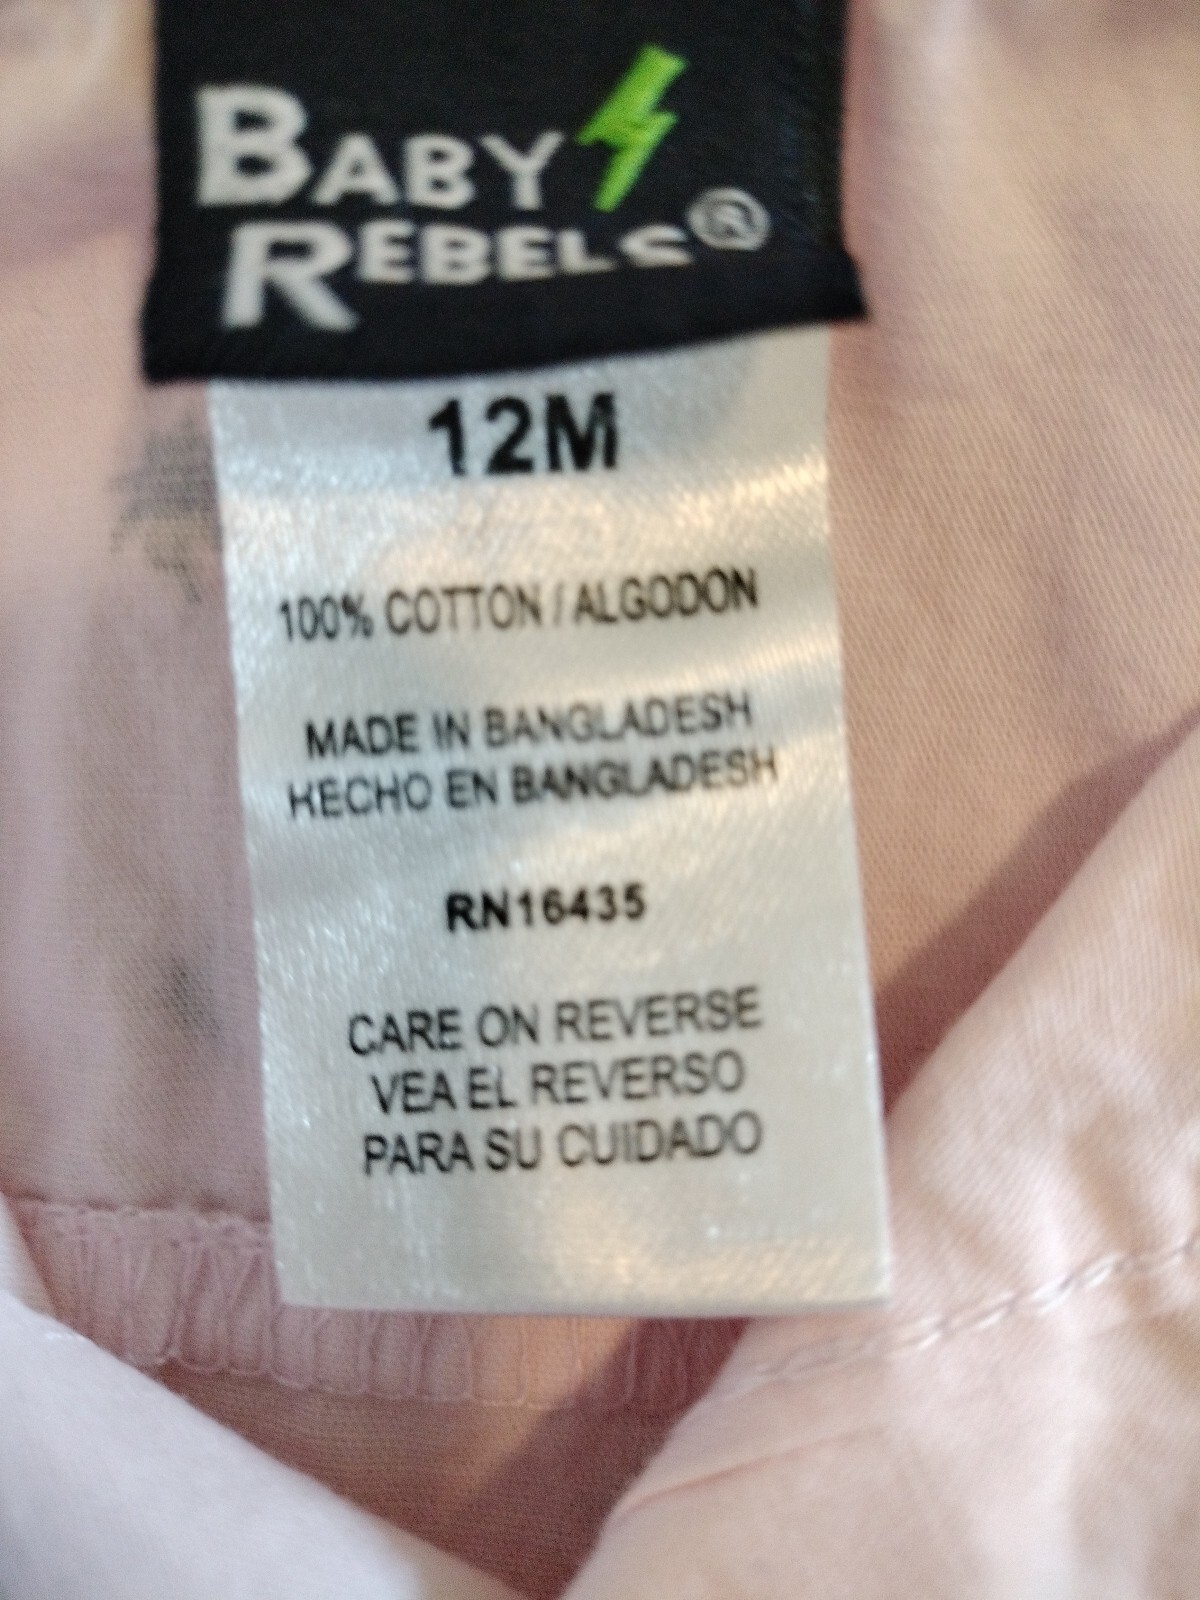 BABY
REBELS®
12M
100% COTTON / ALGODON
MADE IN BANGLADESH
HECHO EN BANGLADESH
RN16435
CARE ON REVERSE
VEA EL REVERSO
PARA SU CUIDADO